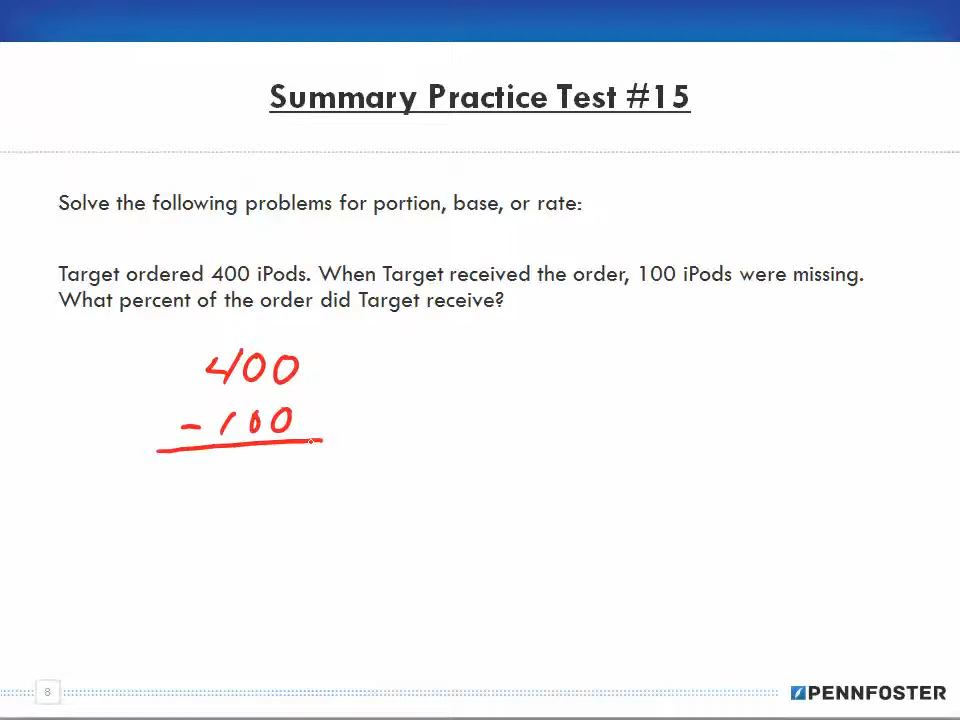 Summary Practice Test #15
Solve the following problems for portion, base, or rate:
Target ordered 400 iPods. When Target received the order, 100 iPods were missing.
What percent of the order did Target receive?
400
- 100
8
PENNFOSTER